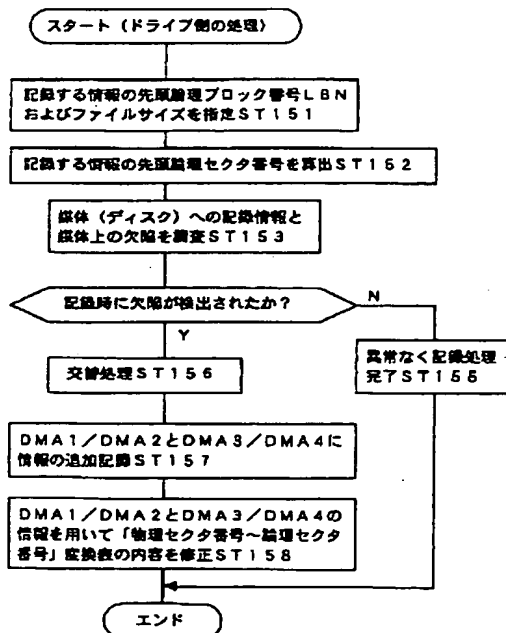 スタート（ドライブ側の処理）
記録する情報の先頭論理ブロック番号LBN
およびファイルサイズを指定ST151
記録する情報の先頭論理セクタ番号を算出ST152
媒体（ディスク）への記録情報と
媒体上の欠陥を調査ST153
記録時に欠陥が検出されたか？
N
Y
異常なく記録処理
完了ST155
交替処理ST156
DMA1／DMA2とDMA3／DMA4に
情報の追加記録ST157
DMA1／DMA2とDMA3／DMA4の
情報を用いて「物理セクタ番号～論理セクタ
番号」変換表の内容を修正ST158
エンド